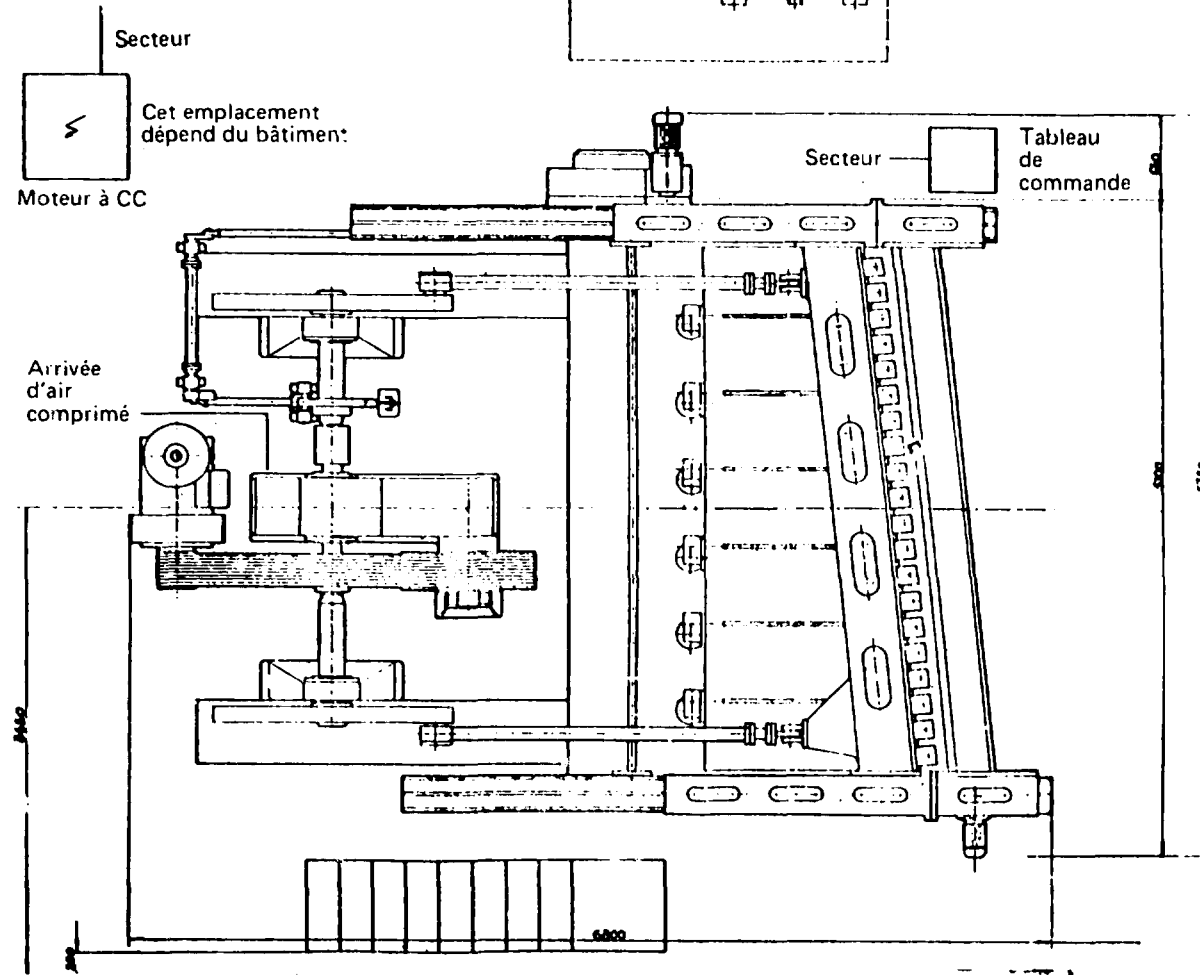 Secteur
Cet emplacement
dépend du bâtiment
Moteur à CC
Secteur
Tableau
de
commande
Arrivée
d'air
comprimé
6800